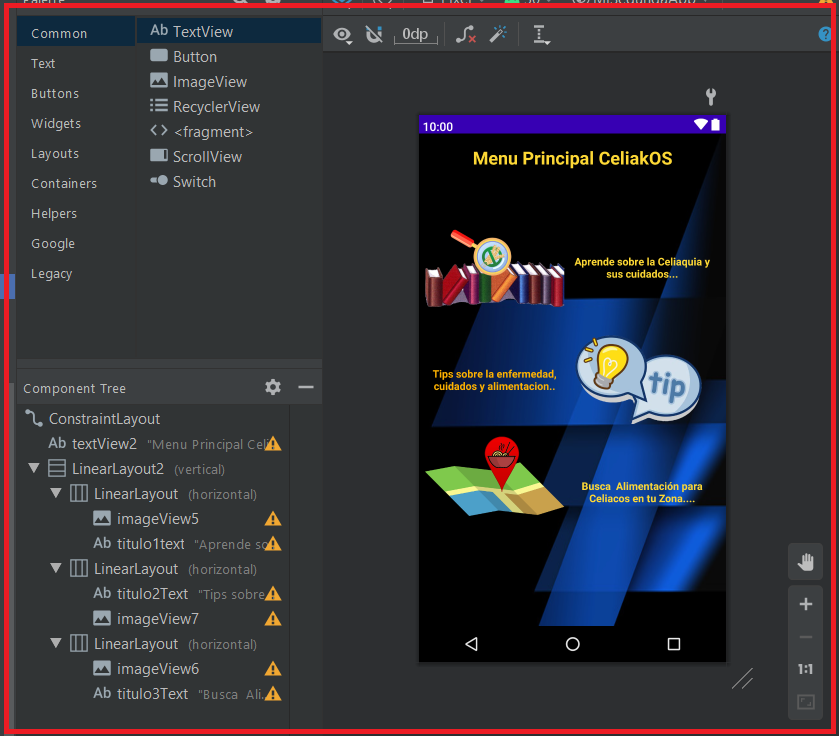 Common
Text
Buttons
Widgets
Layouts
Containers
Helpers
Google
Legacy
Ab TextView
Button
ImageView
RecyclerView
<fragment>
ScrollView
Switch
0dp
?
10:00
Menu Principal CeliakOS
Aprende sobre la Celiaquia y
sus cuidados...
Tips sobre la enfermedad,
cuidados y alimentacion..
tip
Busca Alimentación para
Celiacos en tu Zona....
1:1
Component Tree
ConstraintLayout
Ab textView2 "Menu Principal Celi
LinearLayout2 (vertical)
LinearLayout (horizontal)
imageView5
Ab titulo1text "Aprende so
LinearLayout (horizontal)
Ab titulo2Text "Tips sobre
imageView7
LinearLayout (horizontal)
imageView6
Ab titulo3Text "Busca Ali.